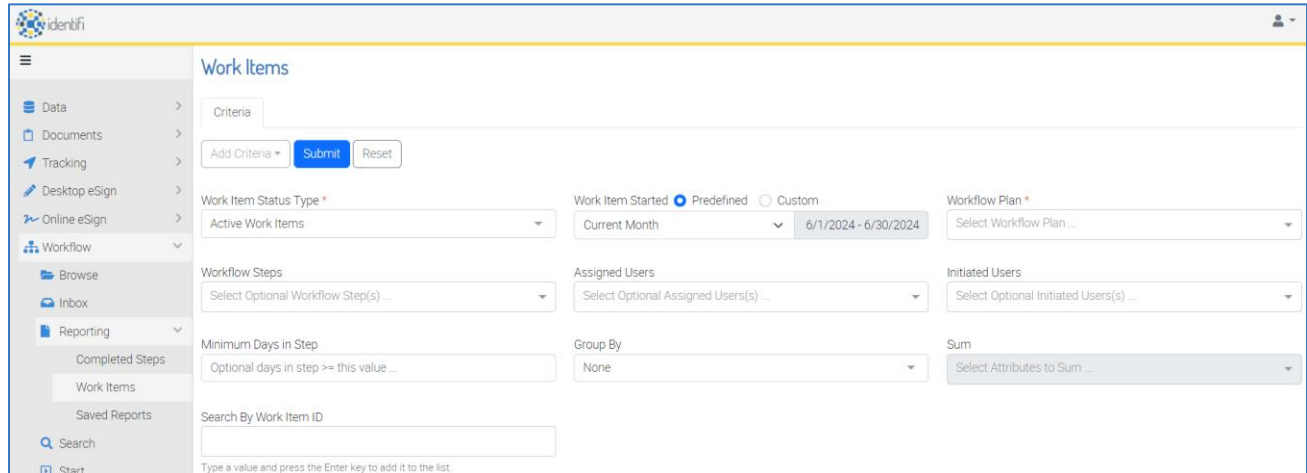 identifi
Work Items
Data
Documents
Tracking
Desktop eSign
Online eSign
Workflow
Browse
Inbox
Reporting
Completed Steps
Work Items
Saved Reports
Search
Start
Criteria
Add Criteria Submit Reset
Work Item Status Type *
Active Work Items
Work Item Started Predefined Custom
Current Month 6/1/2024 - 6/30/2024
Workflow Plan *
Select Workflow Plan ...
Workflow Steps
Select Optional Workflow Step(s) ...
Assigned Users
Select Optional Assigned Users(s) ...
Initiated Users
Select Optional Initiated Users(s) ...
Minimum Days in Step
Optional days in step >= this value ...
Group By
None
Sum
Select Attributes to Sum ...
Search By Work Item ID
Type a value and press the Enter key to add it to the list.